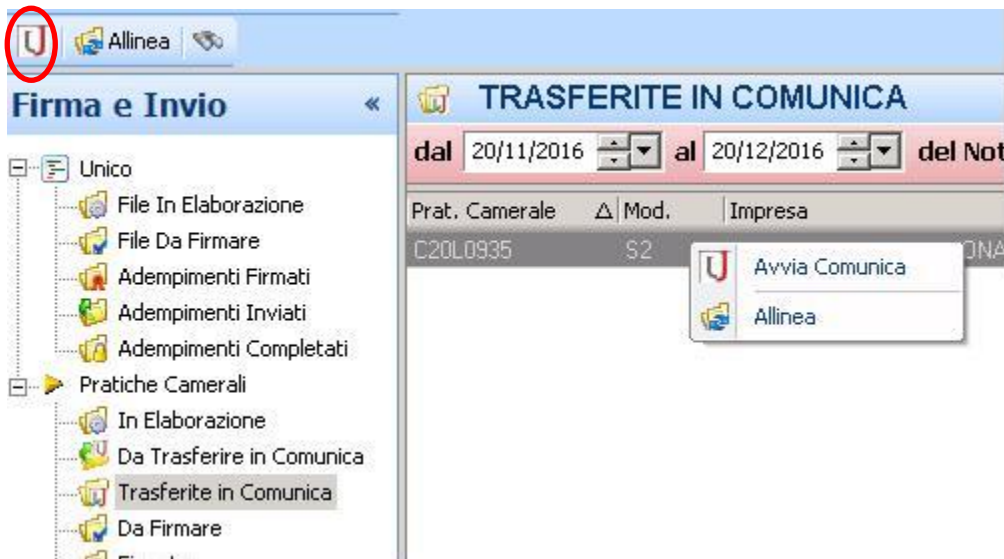 Allinea
Firma e Invio «
Unico
File In Elaborazione
File Da Firmare
Adempimenti Firmati
Adempimenti Inviati
Adempimenti Completati
Pratiche Camerali
In Elaborazione
Da Trasferire in Comunica
Trasferite in Comunica
Da Firmare
TRASFERITE IN COMUNICA
dal 20/11/2016 al 20/12/2016 del Not
Prat. Camerale Δ Mod. Impresa
C20L0935 S2 ONA
Avvia Comunica
Allinea